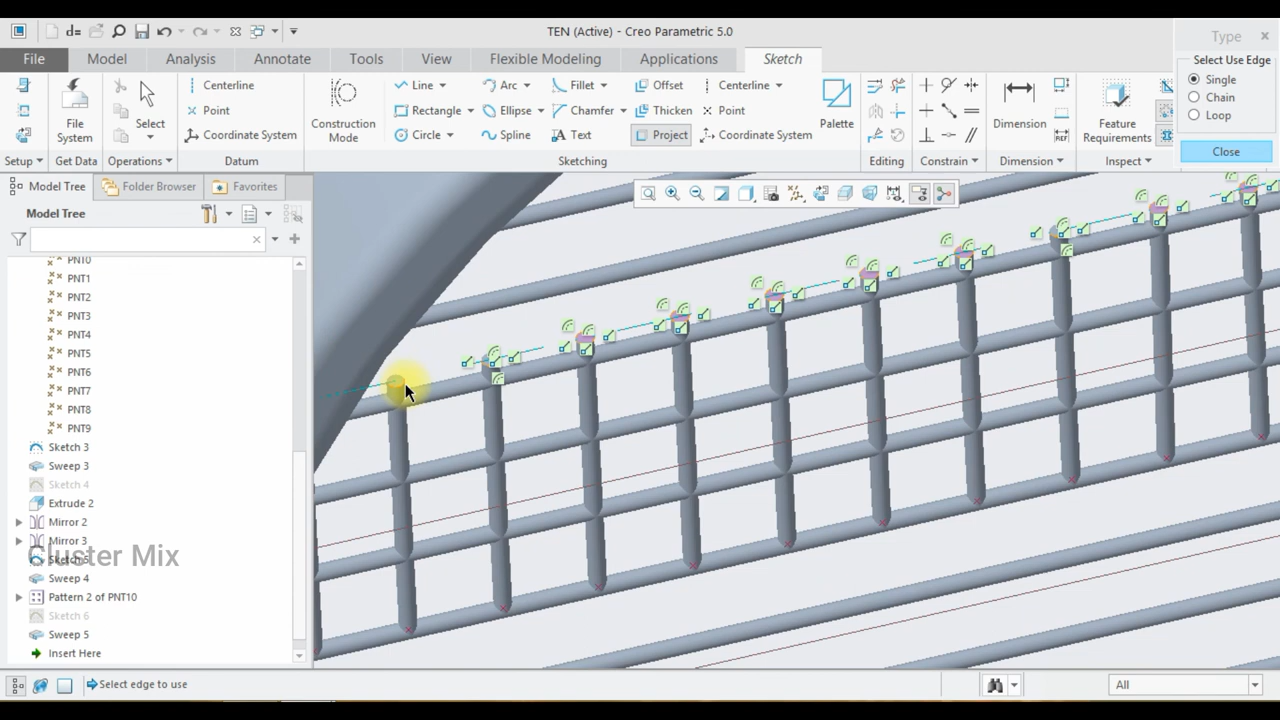 TEN (Active) - Creo Parametric 5.0
File
Model
Analysis
Annotate
Tools
View
Flexible Modeling
Applications
Sketch
Type
Select Use Edge
Single
Chain
Loop
Close
File System
Select
Centerline
Point
Coordinate System
Construction Mode
Line
Rectangle
Circle
Arc
Ellipse
Spline
Fillet
Chamfer
Text
Offset
Thicken
Project
Centerline
Point
Coordinate System
Palette
Dimension
Feature Requirements
Setup
Get Data
Operations
Datum
Sketching
Editing
Constrain
Dimension
Inspect
Model Tree
Folder Browser
Favorites
Model Tree
PNT0
PNT1
PNT2
PNT3
PNT4
PNT5
PNT6
PNT7
PNT8
PNT9
Sketch 3
Sweep 3
Sketch 4
Extrude 2
Mirror 2
Mirror 3
Cluster Mix
Sketch 5
Sweep 4
Pattern 2 of PNT10
Sketch 6
Sweep 5
Insert Here
Select edge to use
All